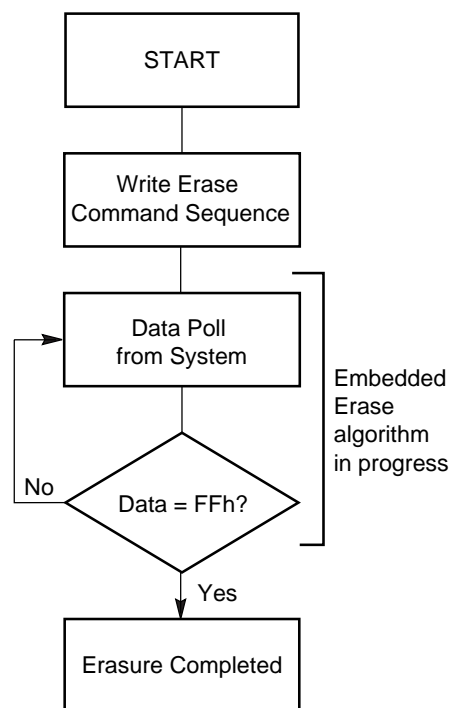 START
Write Erase
Command Sequence
Data Poll
from System
Embedded
Erase
algorithm
in progress
No
Data = FFh?
Yes
Erasure Completed